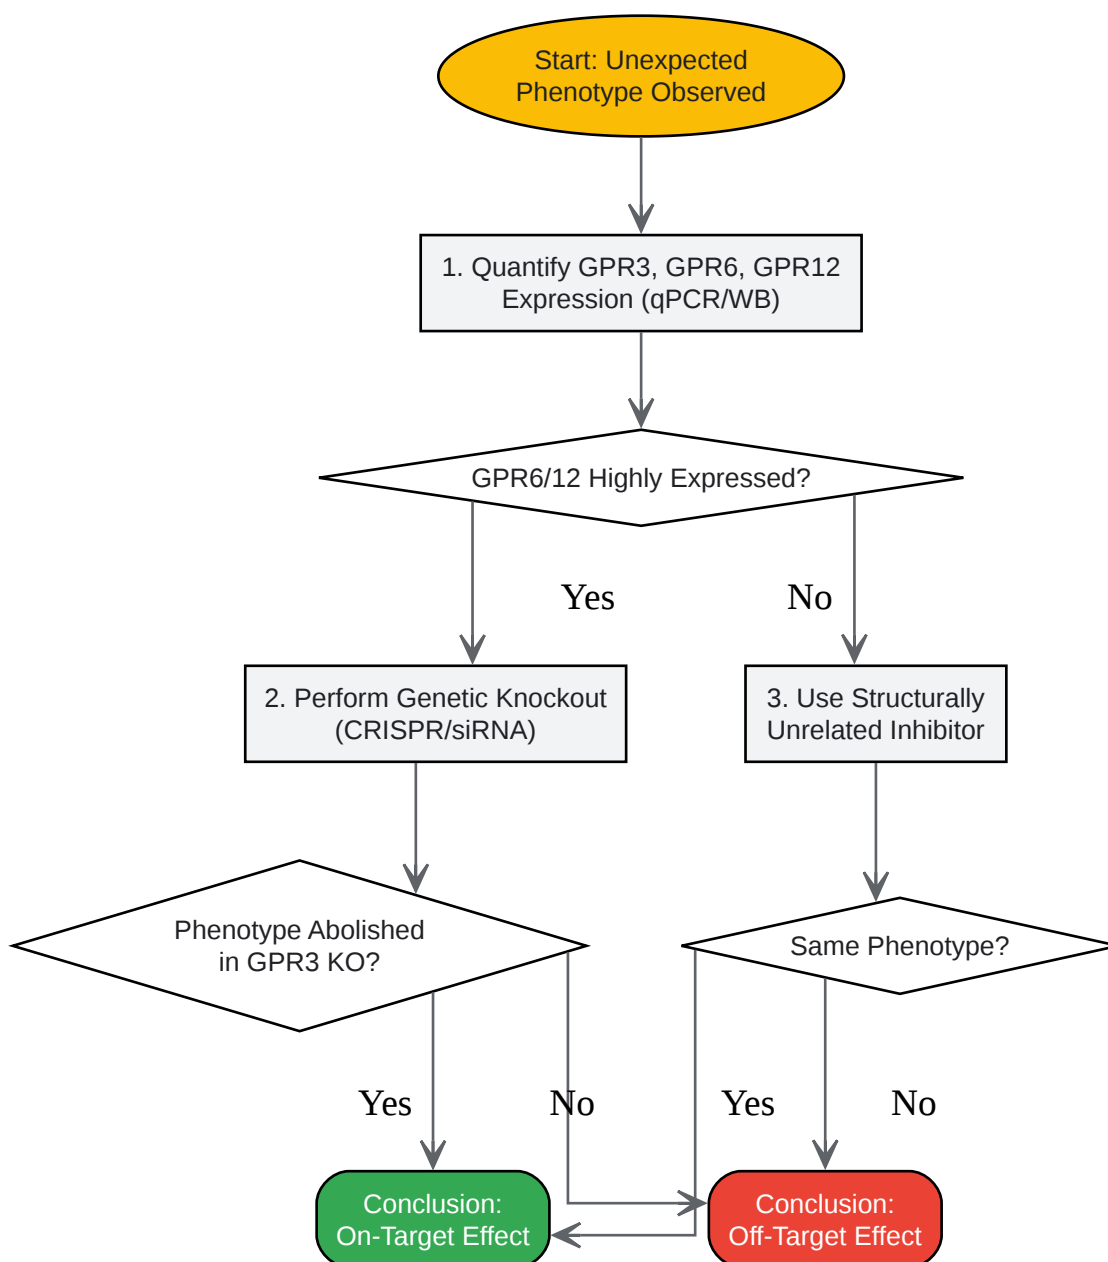 Start: Unexpected
Phenotype Observed
1. Quantify GPR3, GPR6, GPR12
Expression (qPCR/WB)
GPR6/12 Highly Expressed?
Yes
No
2. Perform Genetic Knockout
(CRISPR/siRNA)
3. Use Structurally
Unrelated Inhibitor
Phenotype Abolished
in GPR3 KO?
Same Phenotype?
Yes
No
Yes
No
Conclusion:
On-Target Effect
Conclusion:
Off-Target Effect